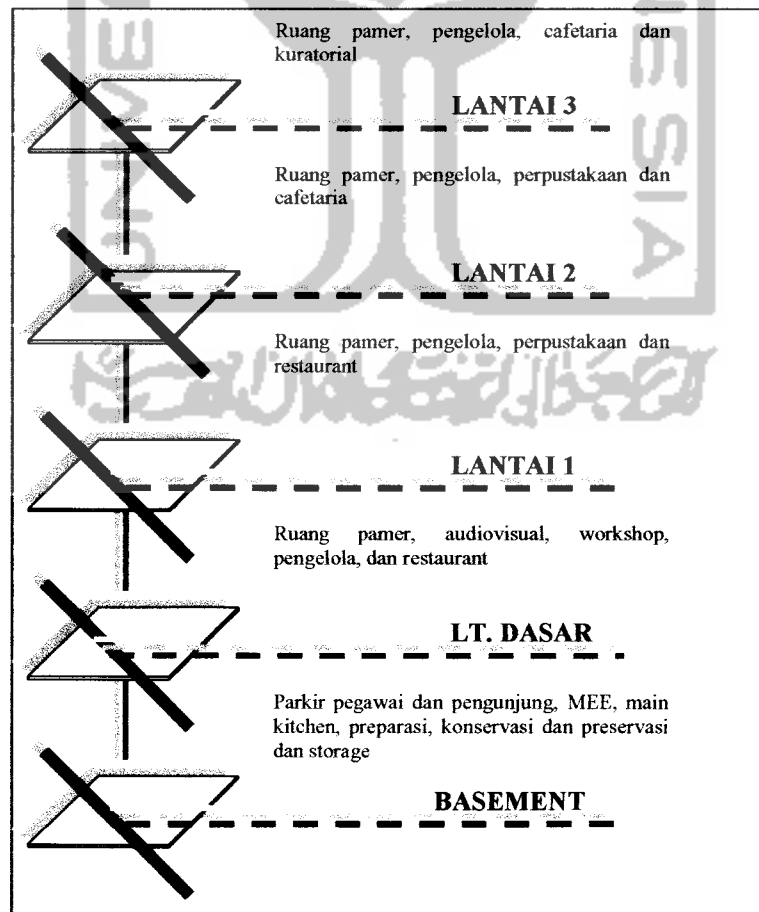 Ruang pamer, pengelola, cafetaria dan
kuratorial
LANTAI 3
Ruang pamer, pengelola, perpustakaan dan
cafetaria
LANTAI 2
Ruang pamer, pengelola, perpustakaan dan
restaurant
LANTAI 1
Ruang pamer, audiovisual, workshop,
pengelola, dan restaurant
LT. DASAR
Parkir pegawai dan pengunjung, MEE, main
kitchen, preparasi, konservasi dan preservasi
dan storage
BASEMENT